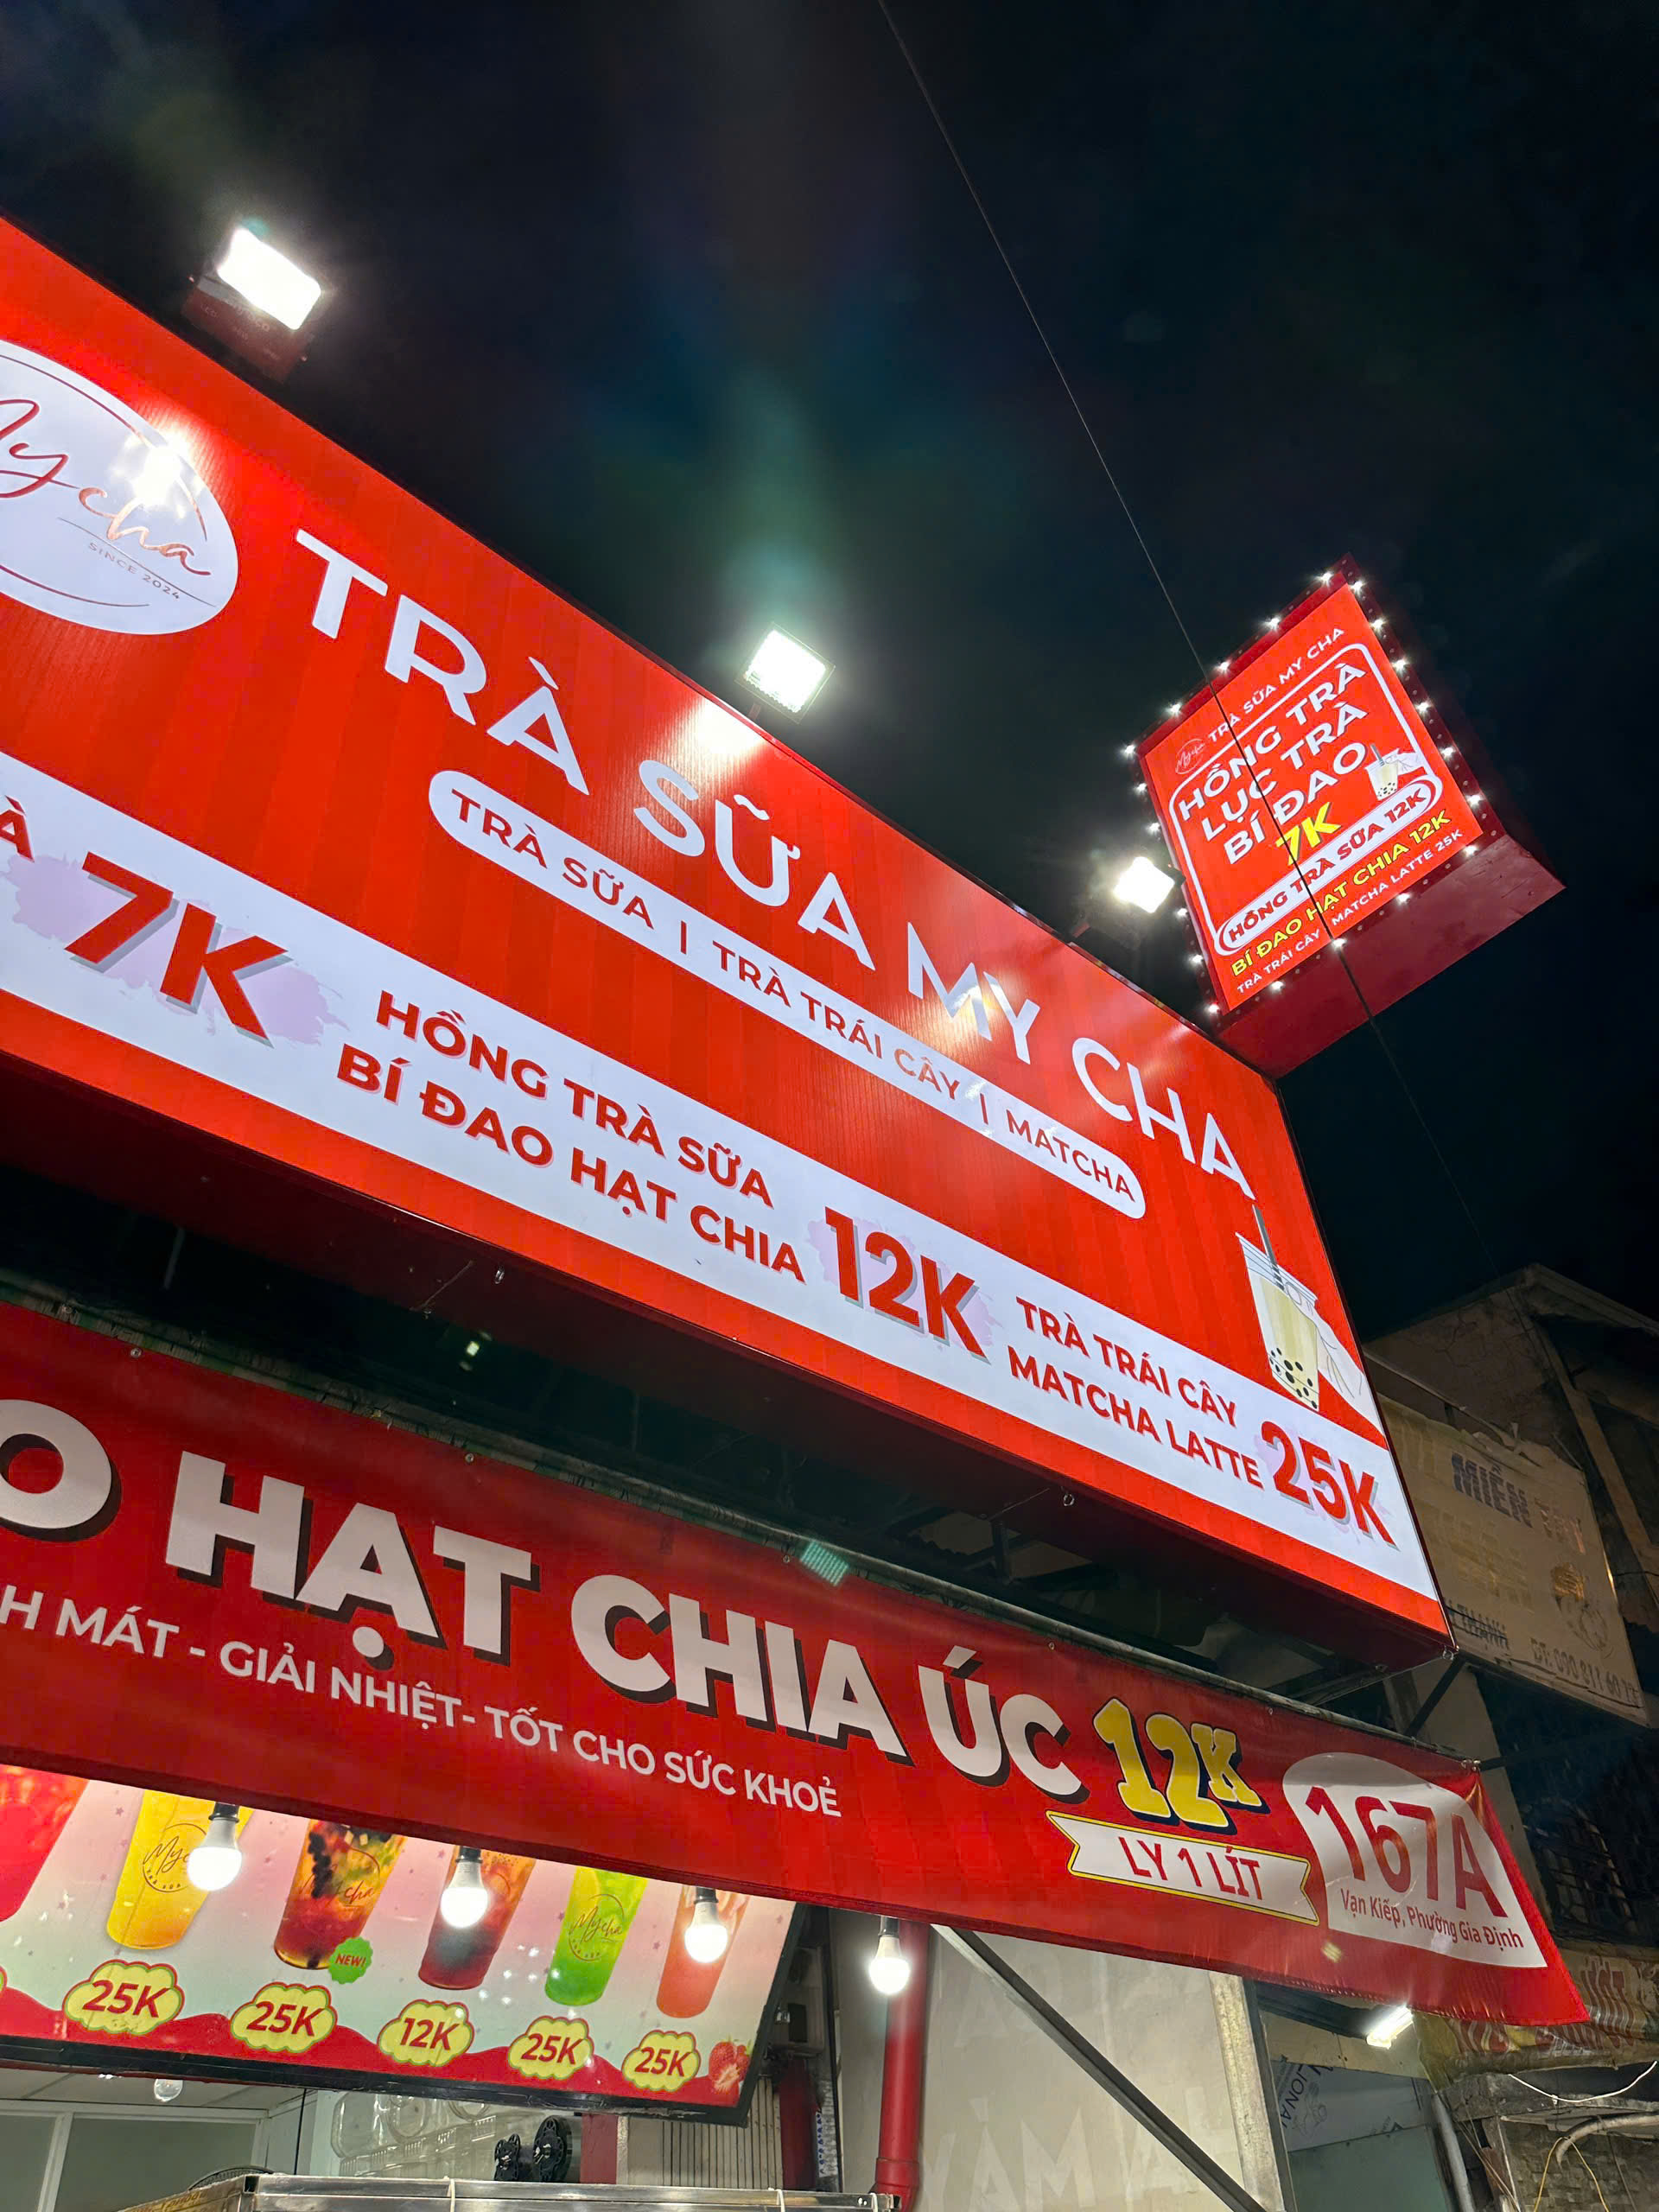 Mycha
SINCE 2024
TRÀ SỮA MY CHA
TRÀ SỮA | TRÀ TRÁI CÂY | MATCHA
7K
HỒNG TRÀ SỮA
BÍ ĐAO HẠT CHIA
12K
TRÀ TRÁI CÂY
MATCHA LATTE
25K
Mycha
TRÀ SỮA MY CHA
HỒNG TRÀ
LỤC TRÀ
BÍ ĐAO
7K
HỒNG TRÀ SỮA 12K
BÍ ĐAO HẠT CHIA 12K
TRÀ TRÁI CÂY | MATCHA LATTE 25K
HẠT CHIA ÚC 12K
MÁT - GIẢI NHIỆT- TỐT CHO SỨC KHOẺ
LY 1 LÍT
167A
Vạn Kiếp, Phường Gia Định
NEW!
Mycha
25K
25K
12K
25K
25K
MIỀN